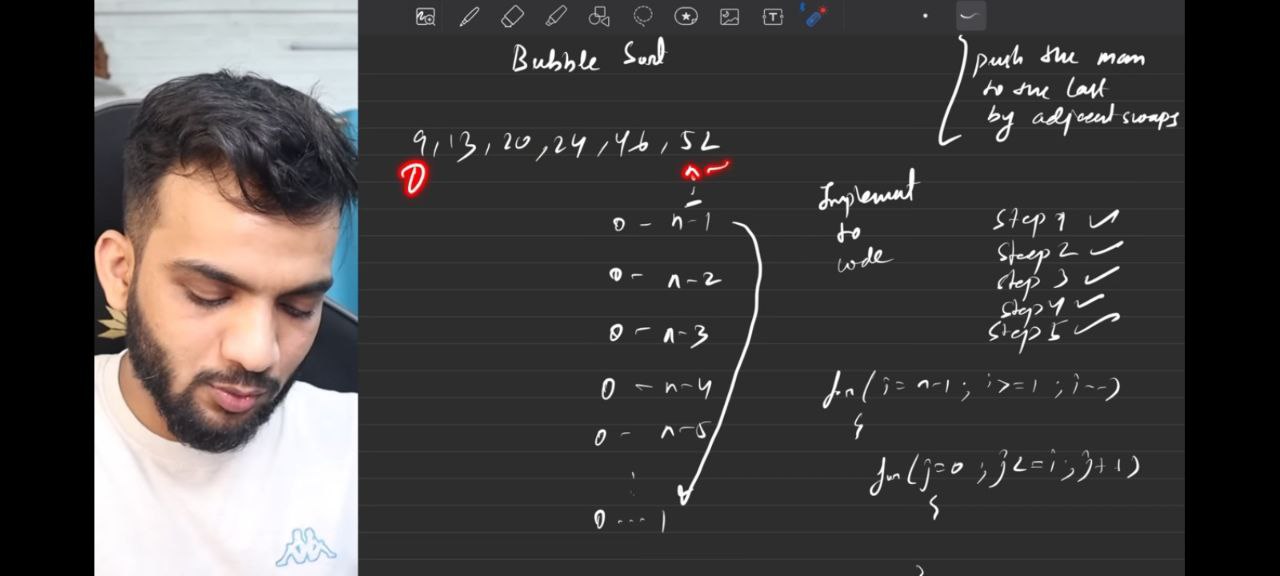 Bubble Sort
push the max
to the last
by adjacent swaps
9, 13, 20, 24, 46, 52
0 n-
0 - n-1
0 - n-2
0 - n-3
0 - n-4
0 - n-5
0 --- 1
Implement
to
code
Step 1 ✓
Step 2 ✓
Step 3 ✓
Step 4 ✓
Step 5 ✓
for (i = n-1 ; i >= 1 ; i--)
{
for (j=0 ; j <= i ; j++1)
{